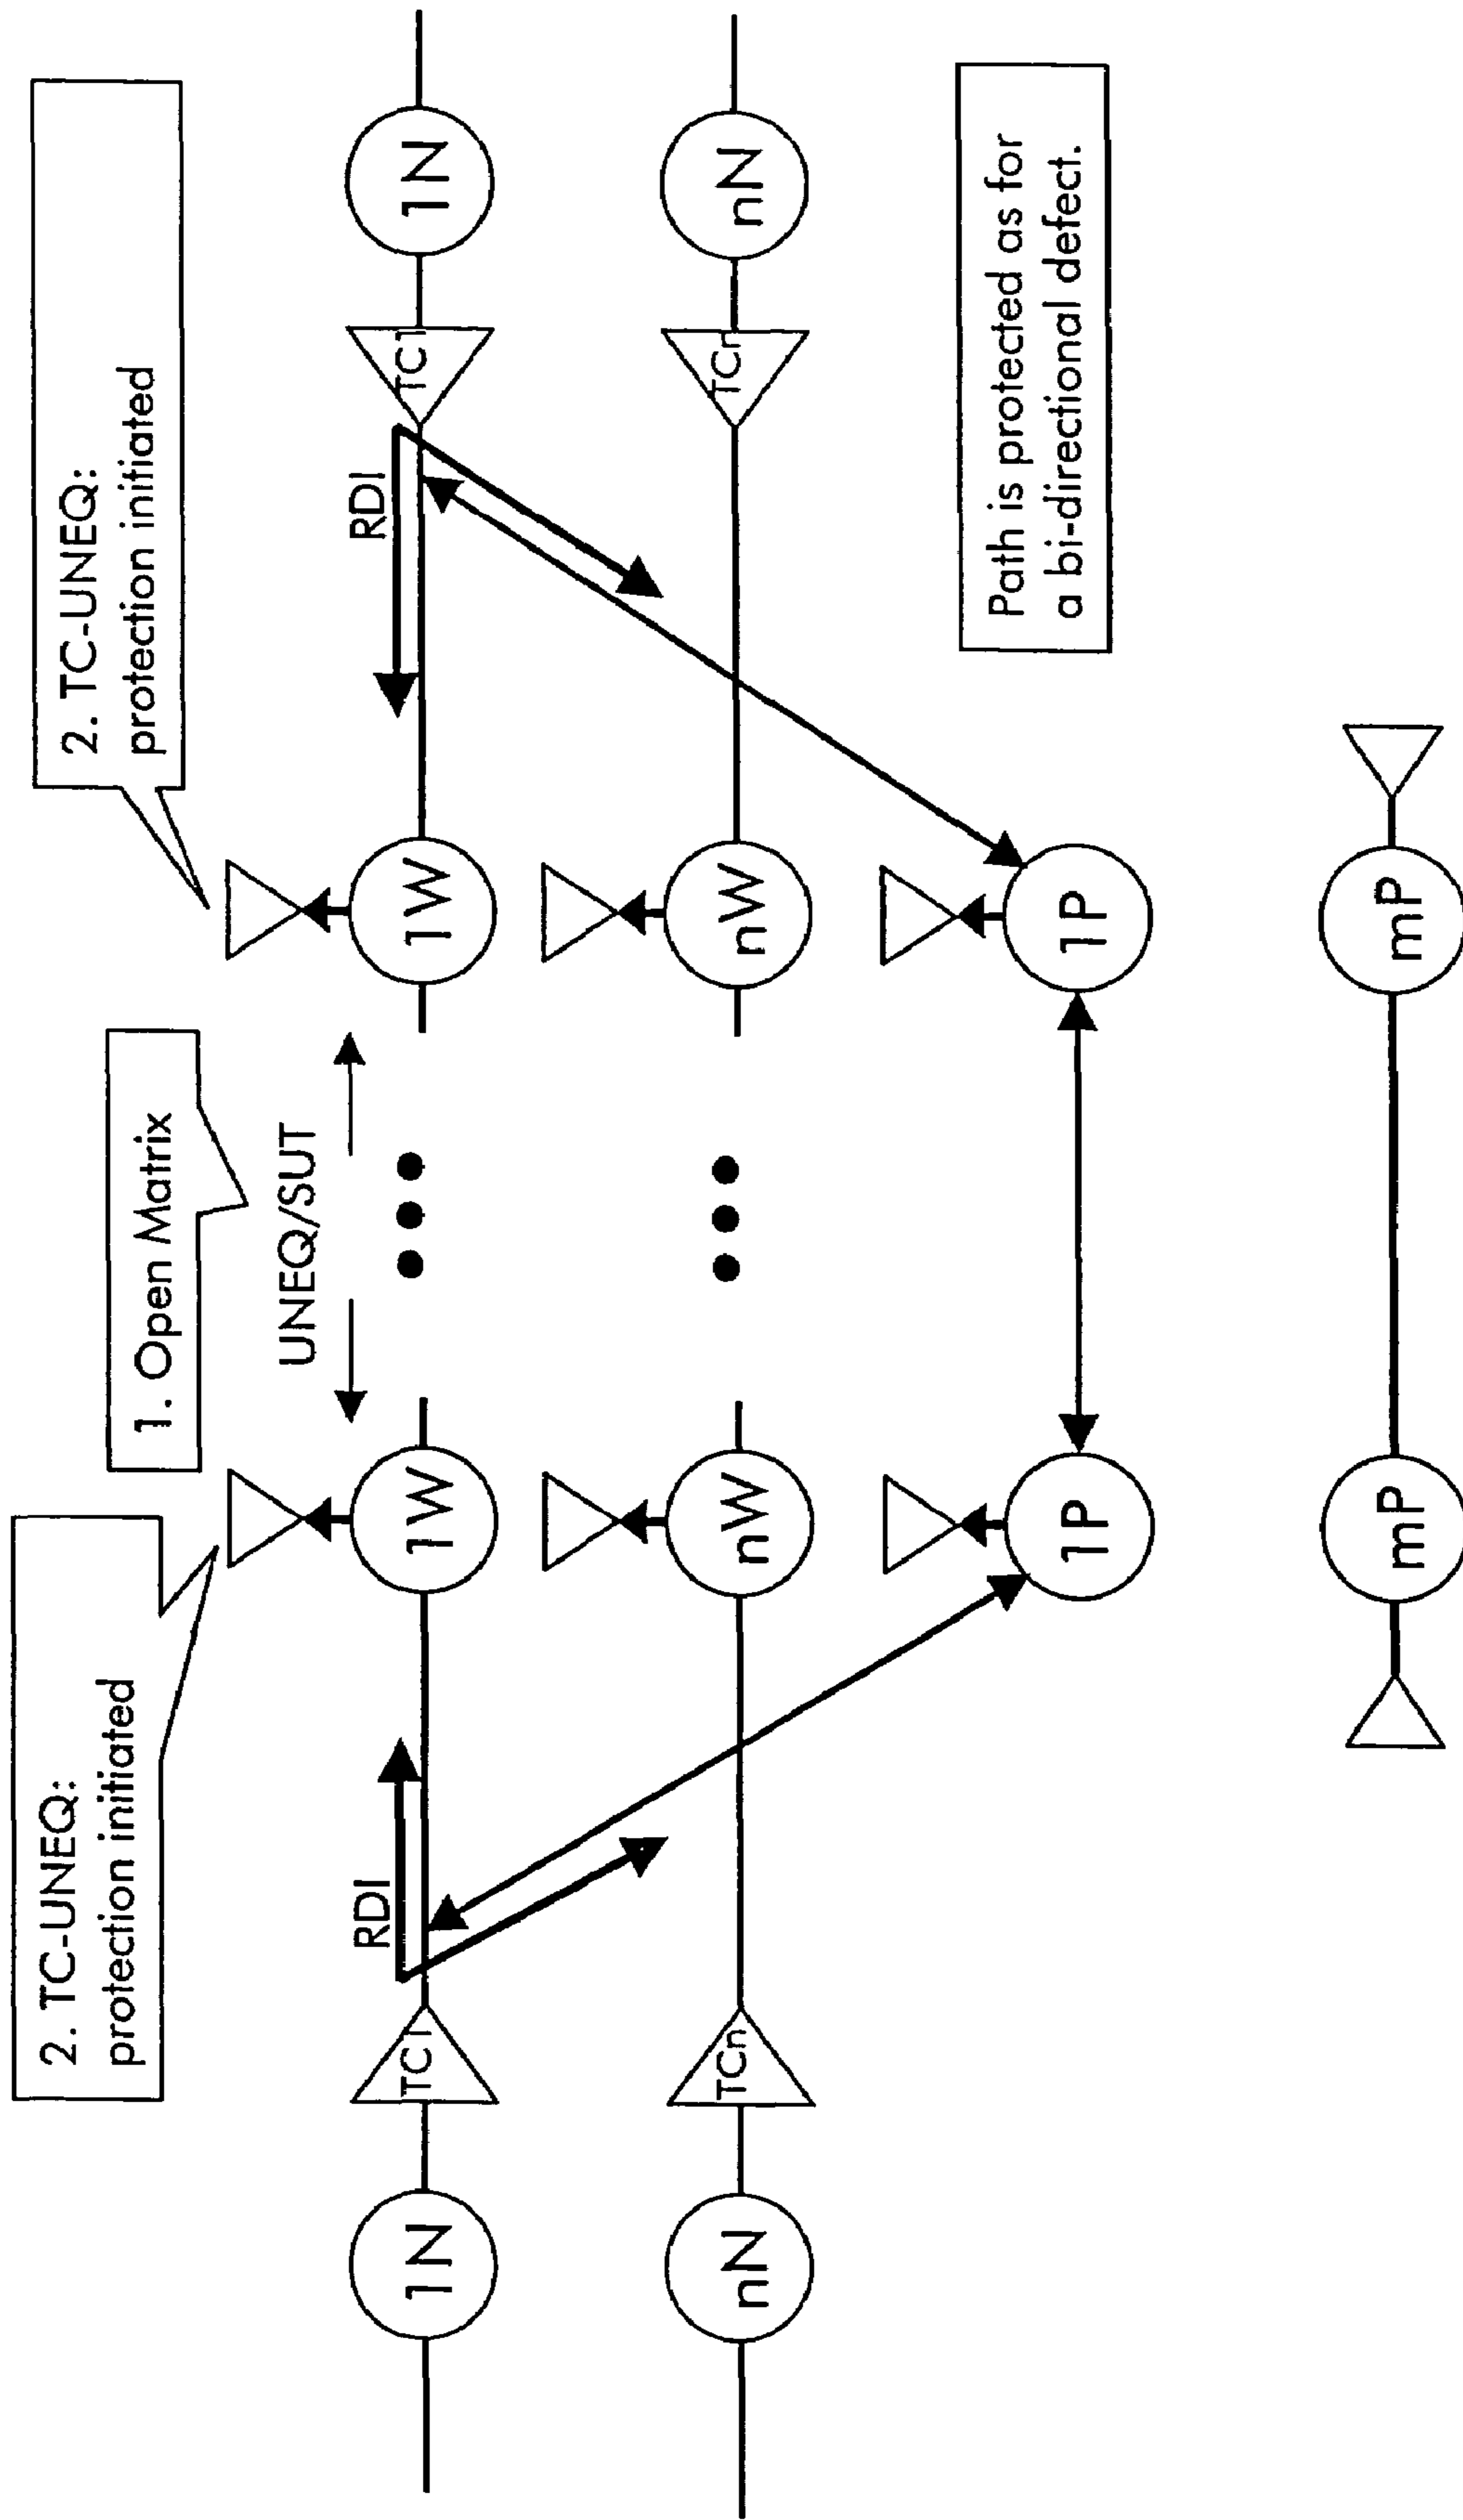 2. TC-UNEQ:
protection initiated
1. Open Matrix
2. TC-UNEQ:
protection initiated
UNEQ/SUT
RDI
RDI
1N
TC1
1W
1W
TC1
1N
nN
TCn
nW
nW
TCn
nN
1P
1P
Path is protected as for
a bi-directional defect.
mP
mP